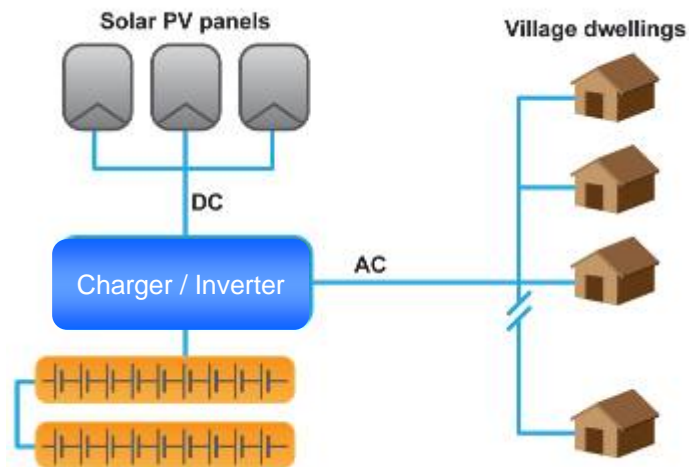 Solar PV panels
Village dwellings
DC
Charger / Inverter
AC